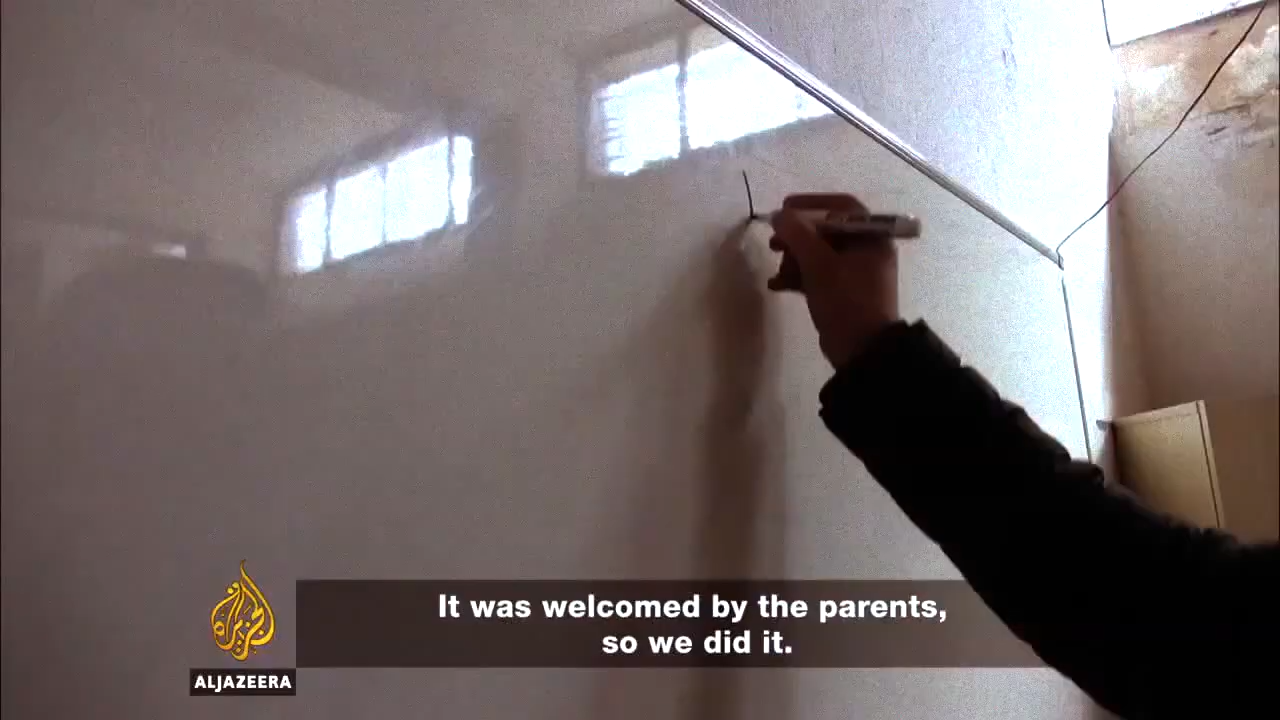 It was welcomed by the parents,
so we did it.
الجزيرة
ALJAZEERA